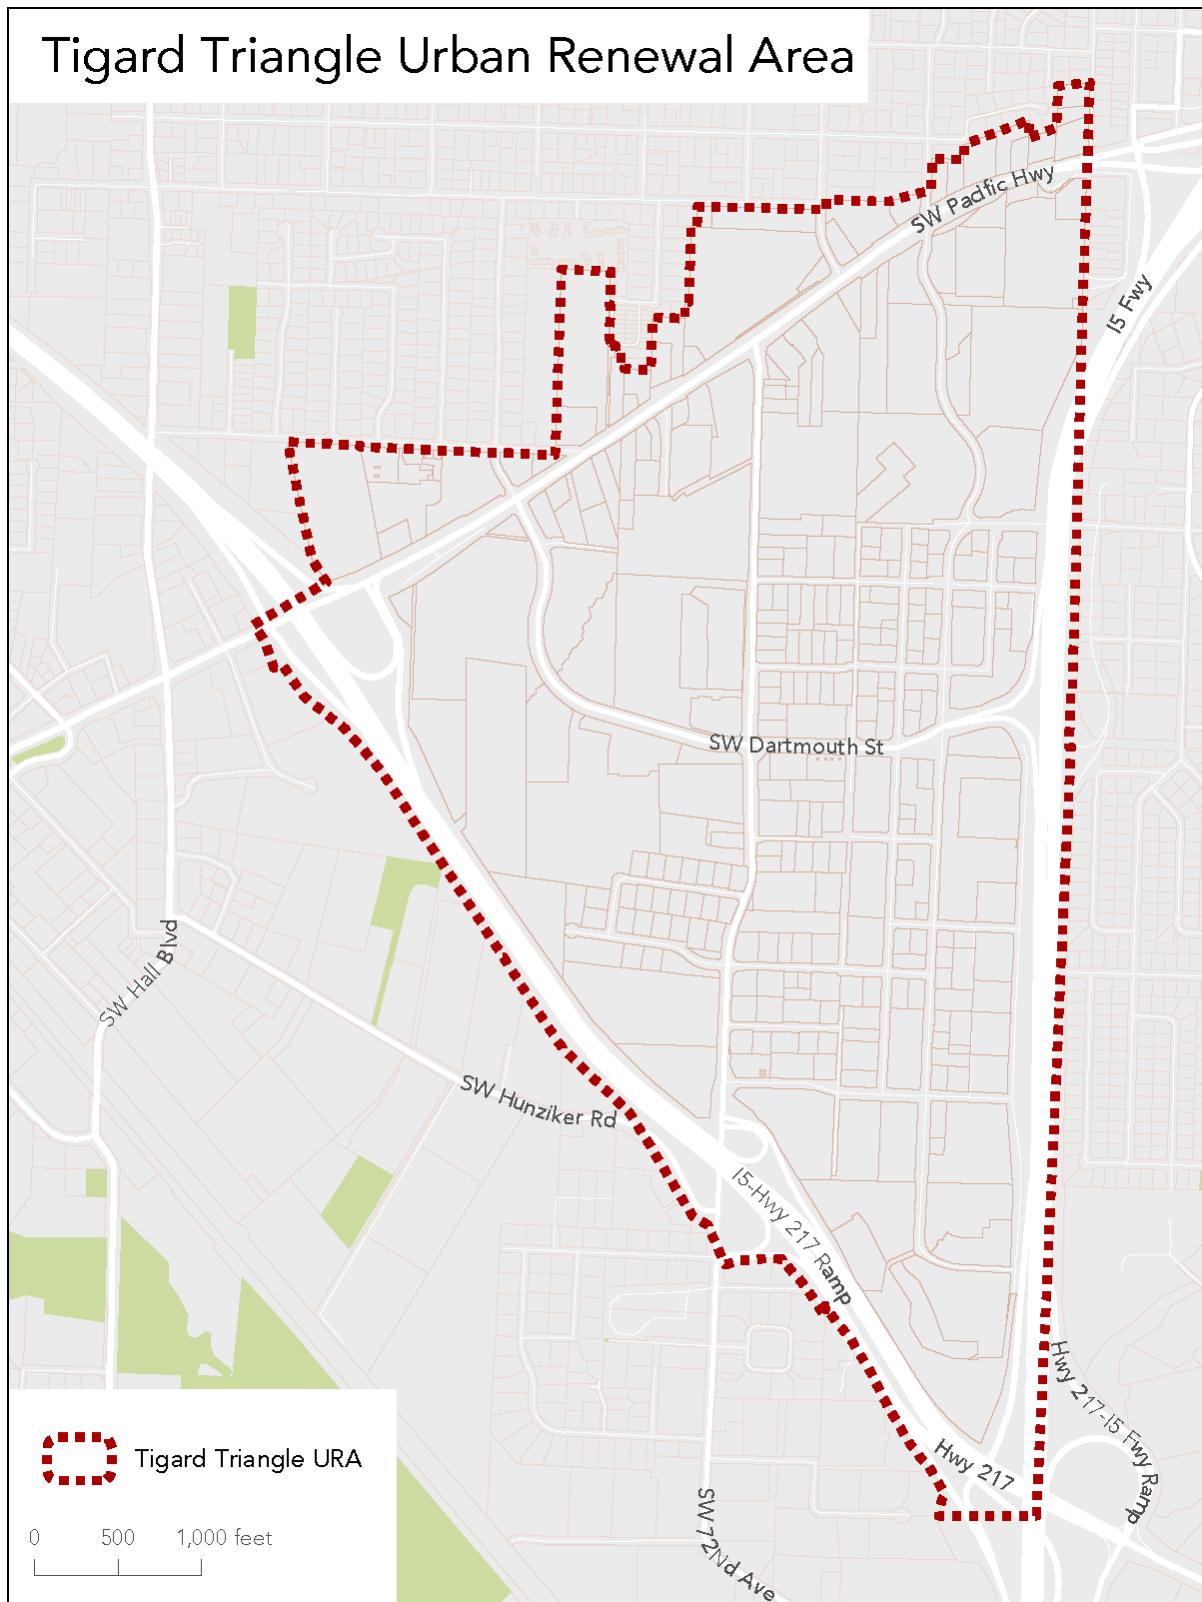 Tigard Triangle Urban Renewal Area
SW Pacific Hwy
I5 Fwy
SW Dartmouth St
SW Hall Blvd
SW Hunziker Rd
I5-Hwy 217 Ramp
Hwy 217-I5 Fwy Ramp
Hwy 217
SW 72Nd Ave
Tigard Triangle URA
0 500 1,000 feet